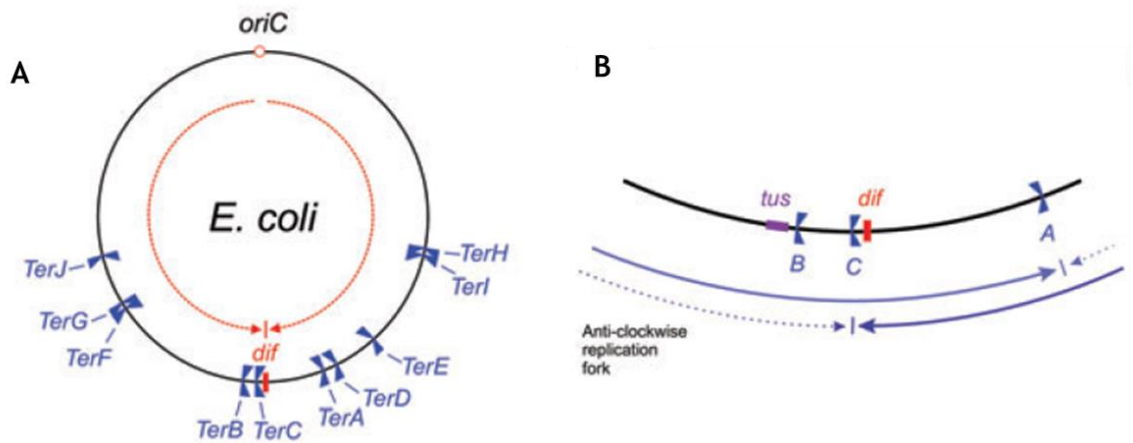 oriC
A
E. coli
TerJ
TerG
TerF
TerH
TerI
dif
TerE
TerD
TerA
TerB
TerC
B
tus
dif
B
C
A
Anti-clockwise
replication
fork